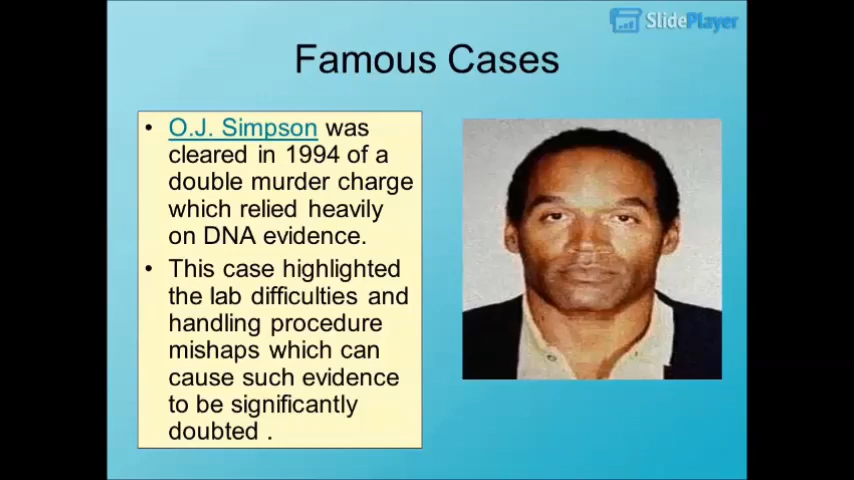 SlidePlayer
Famous Cases
• O.J. Simpson was
cleared in 1994 of a
double murder charge
which relied heavily
on DNA evidence.
• This case highlighted
the lab difficulties and
handling procedure
mishaps which can
cause such evidence
to be significantly
doubted .